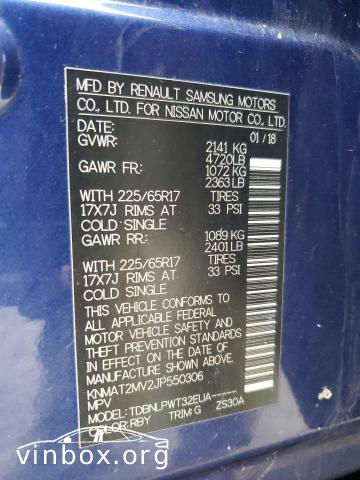 MFD BY RENAULT SAMSUNG MOTORS
CO., LTD. FOR NISSAN MOTOR CO., LTD.
DATE: 01/18
GVWR: 2141 KG
4720LB
GAWR FR: 1072 KG
2363LB
WITH 225/65R17 TIRES
17X7J RIMS AT 33 PSI
COLD SINGLE
GAWR RR: 1089 KG
2401LB
WITH 225/65R17 TIRES
17X7J RIMS AT 33 PSI
COLD SINGLE
THIS VEHICLE CONFORMS TO
ALL APPLICABLE FEDERAL
MOTOR VEHICLE SAFETY AND
THEFT PREVENTION STANDARDS
IN EFFECT ON THE DATE OF
MANUFACTURE SHOWN ABOVE.
KNMAT2MV2JP550306
MPV
MODEL: TDBNLPWT32EUA-----
COLOR: RBY TRIM: G ZS30A
vinbox.org
vinbox.org